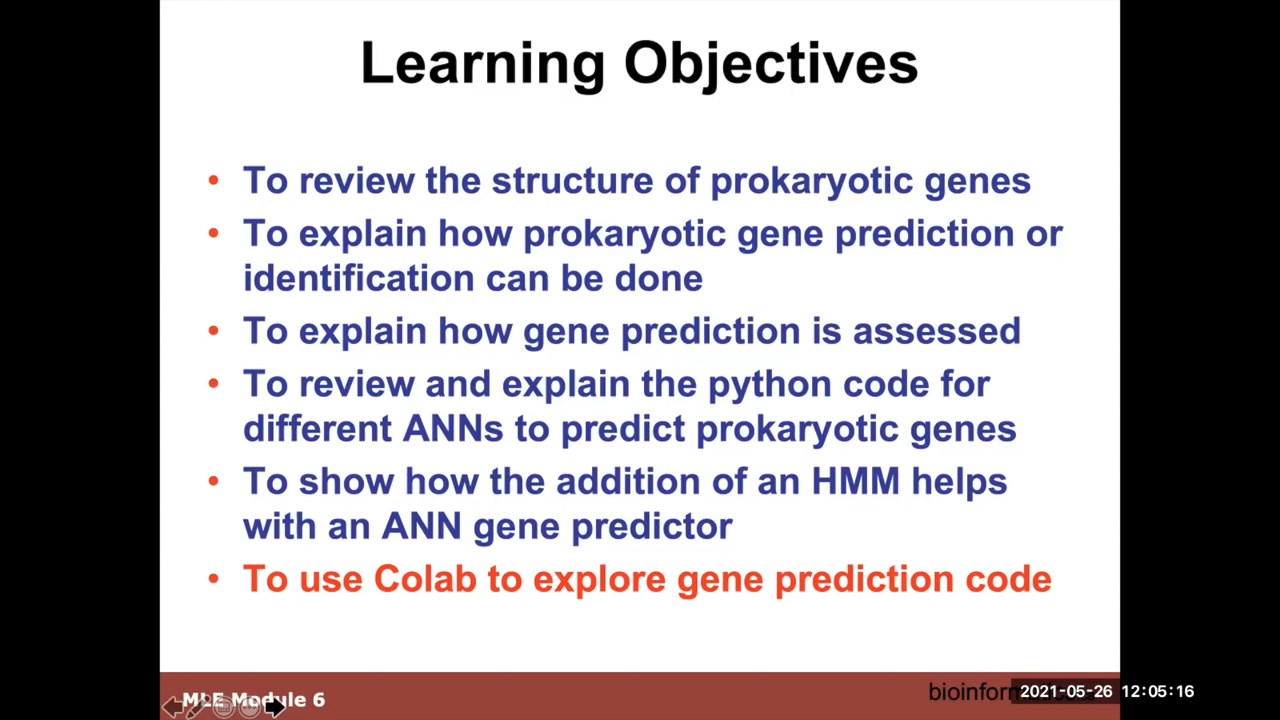 Learning Objectives
• To review the structure of prokaryotic genes
• To explain how prokaryotic gene prediction or
identification can be done
• To explain how gene prediction is assessed
• To review and explain the python code for
different ANNs to predict prokaryotic genes
• To show how the addition of an HMM helps
with an ANN gene predictor
• To use Colab to explore gene prediction code
MLE Module 6
2021-05-26 12:05:16